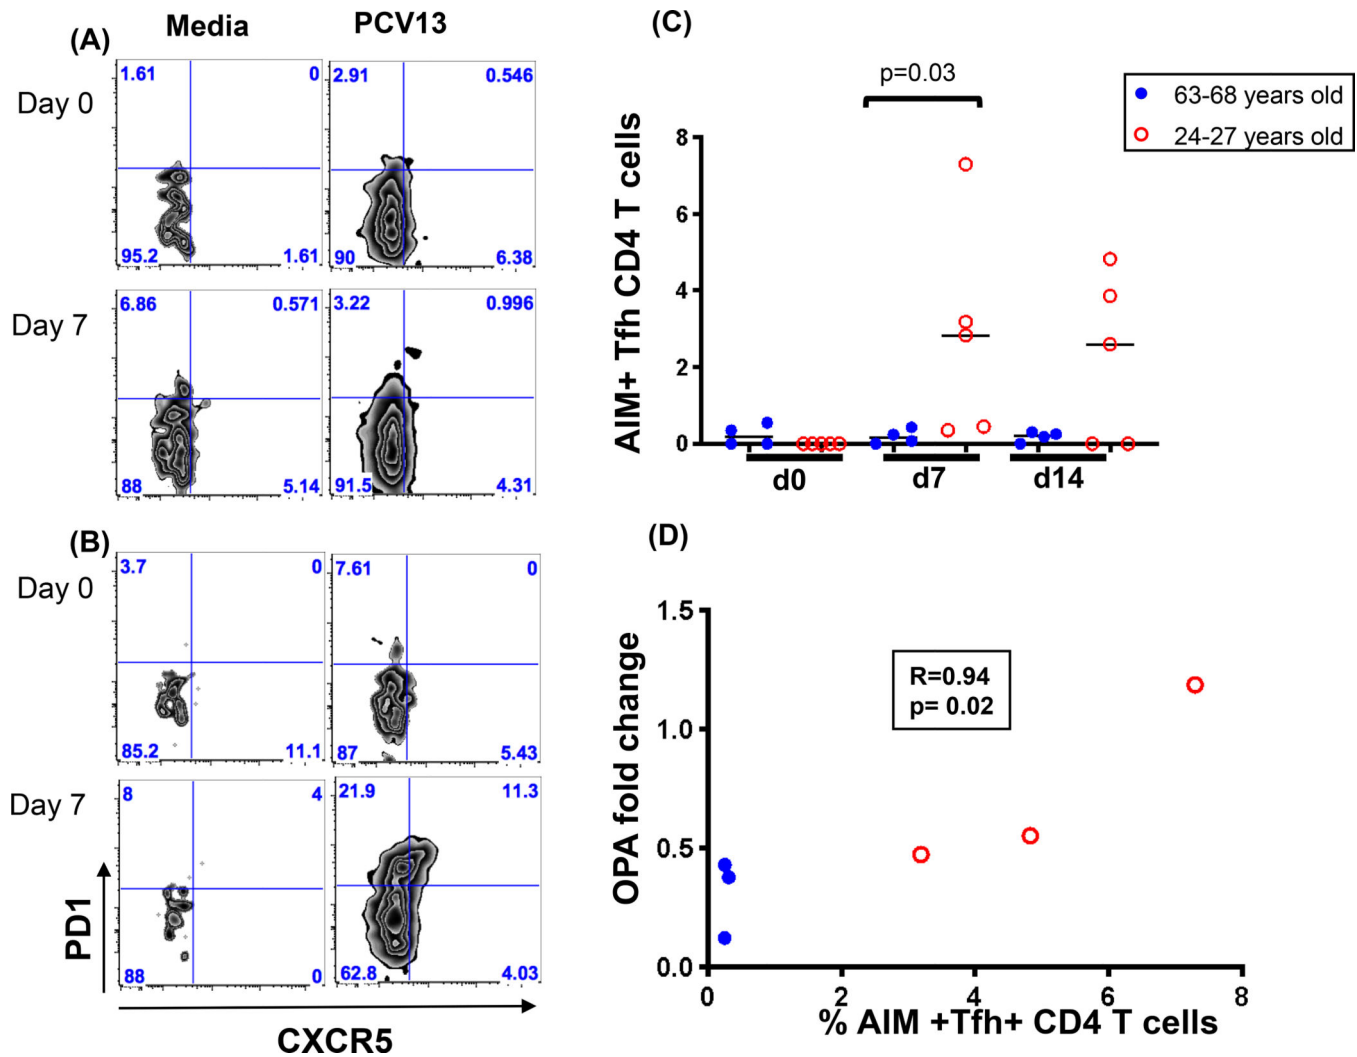 (A)
Media
PCV13
Day 0
1.61
0
95.2
1.61
2.91
0.546
90
6.38
Day 7
6.86
0.571
88
5.14
3.22
0.996
91.5
4.31
(B)
Day 0
3.7
0
85.2
11.1
7.61
0
87
5.43
Day 7
8
4
88
0
21.9
11.3
62.8
4.03
PD1
CXCR5
(C)
p=0.03
63-68 years old
24-27 years old
AIM+ Tfh CD4 T cells
8
6
4
2
0
d0
d7
d14
(D)
OPA fold change
1.5
1.0
0.5
0.0
R=0.94
p= 0.02
0
2
4
6
8
% AIM +Tfh+ CD4 T cells